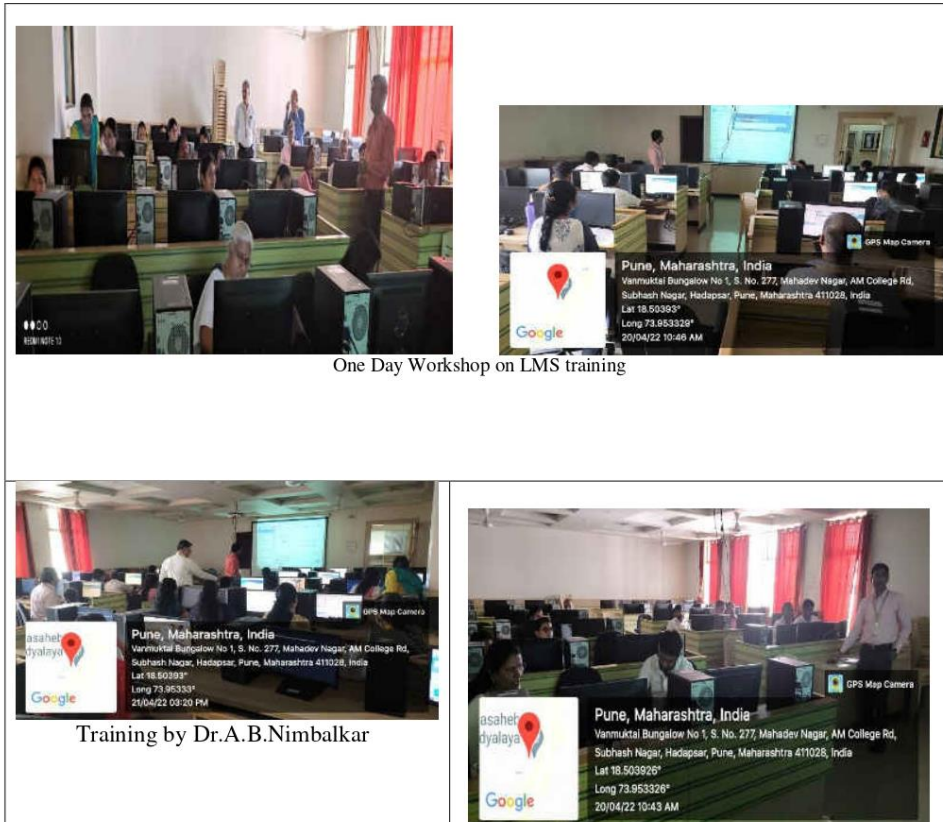 REDMI NOTE 10
GPS Map Camera
Google
Pune, Maharashtra, India
Vanmuktai Bungalow No 1, S. No. 277, Mahadev Nagar, AM College Rd,
Subhash Nagar, Hadapsar, Pune, Maharashtra 411028, India
Lat 18.50393°
Long 73.953329°
20/04/22 10:46 AM
One Day Workshop on LMS training
GPS Map Camera
asaheb
dyalaya
Google
Pune, Maharashtra, India
Vanmuktai Bungalow No 1, S. No. 277, Mahadev Nagar, AM College Rd,
Subhash Nagar, Hadapsar, Pune, Maharashtra 411028, India
Lat 18.50393°
Long 73.95333°
21/04/22 03:20 PM
Training by Dr.A.B.Nimbalkar
GPS Map Camera
asaheb
dyalaya
Google
Pune, Maharashtra, India
Vanmuktai Bungalow No 1, S. No. 277, Mahadev Nagar, AM College Rd,
Subhash Nagar, Hadapsar, Pune, Maharashtra 411028, India
Lat 18.503926°
Long 73.953326°
20/04/22 10:43 AM